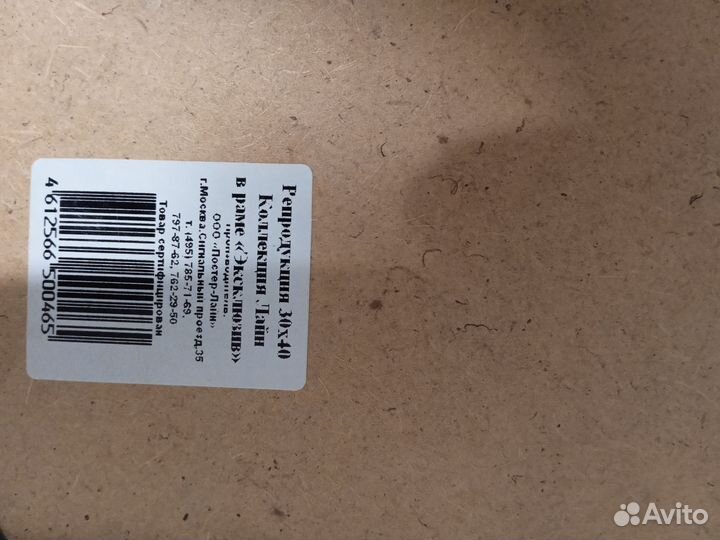 Репродукция 30x40
Коллекция Лайн
в раме «Эксклюзив»
производитель:
ООО «Постер-Лайн»
г.Москва,Сигнальный проезд,35
т. (495) 785-71-69,
797-87-62, 762-29-50
Товар сертифицирован
4 612566 500465
Avito